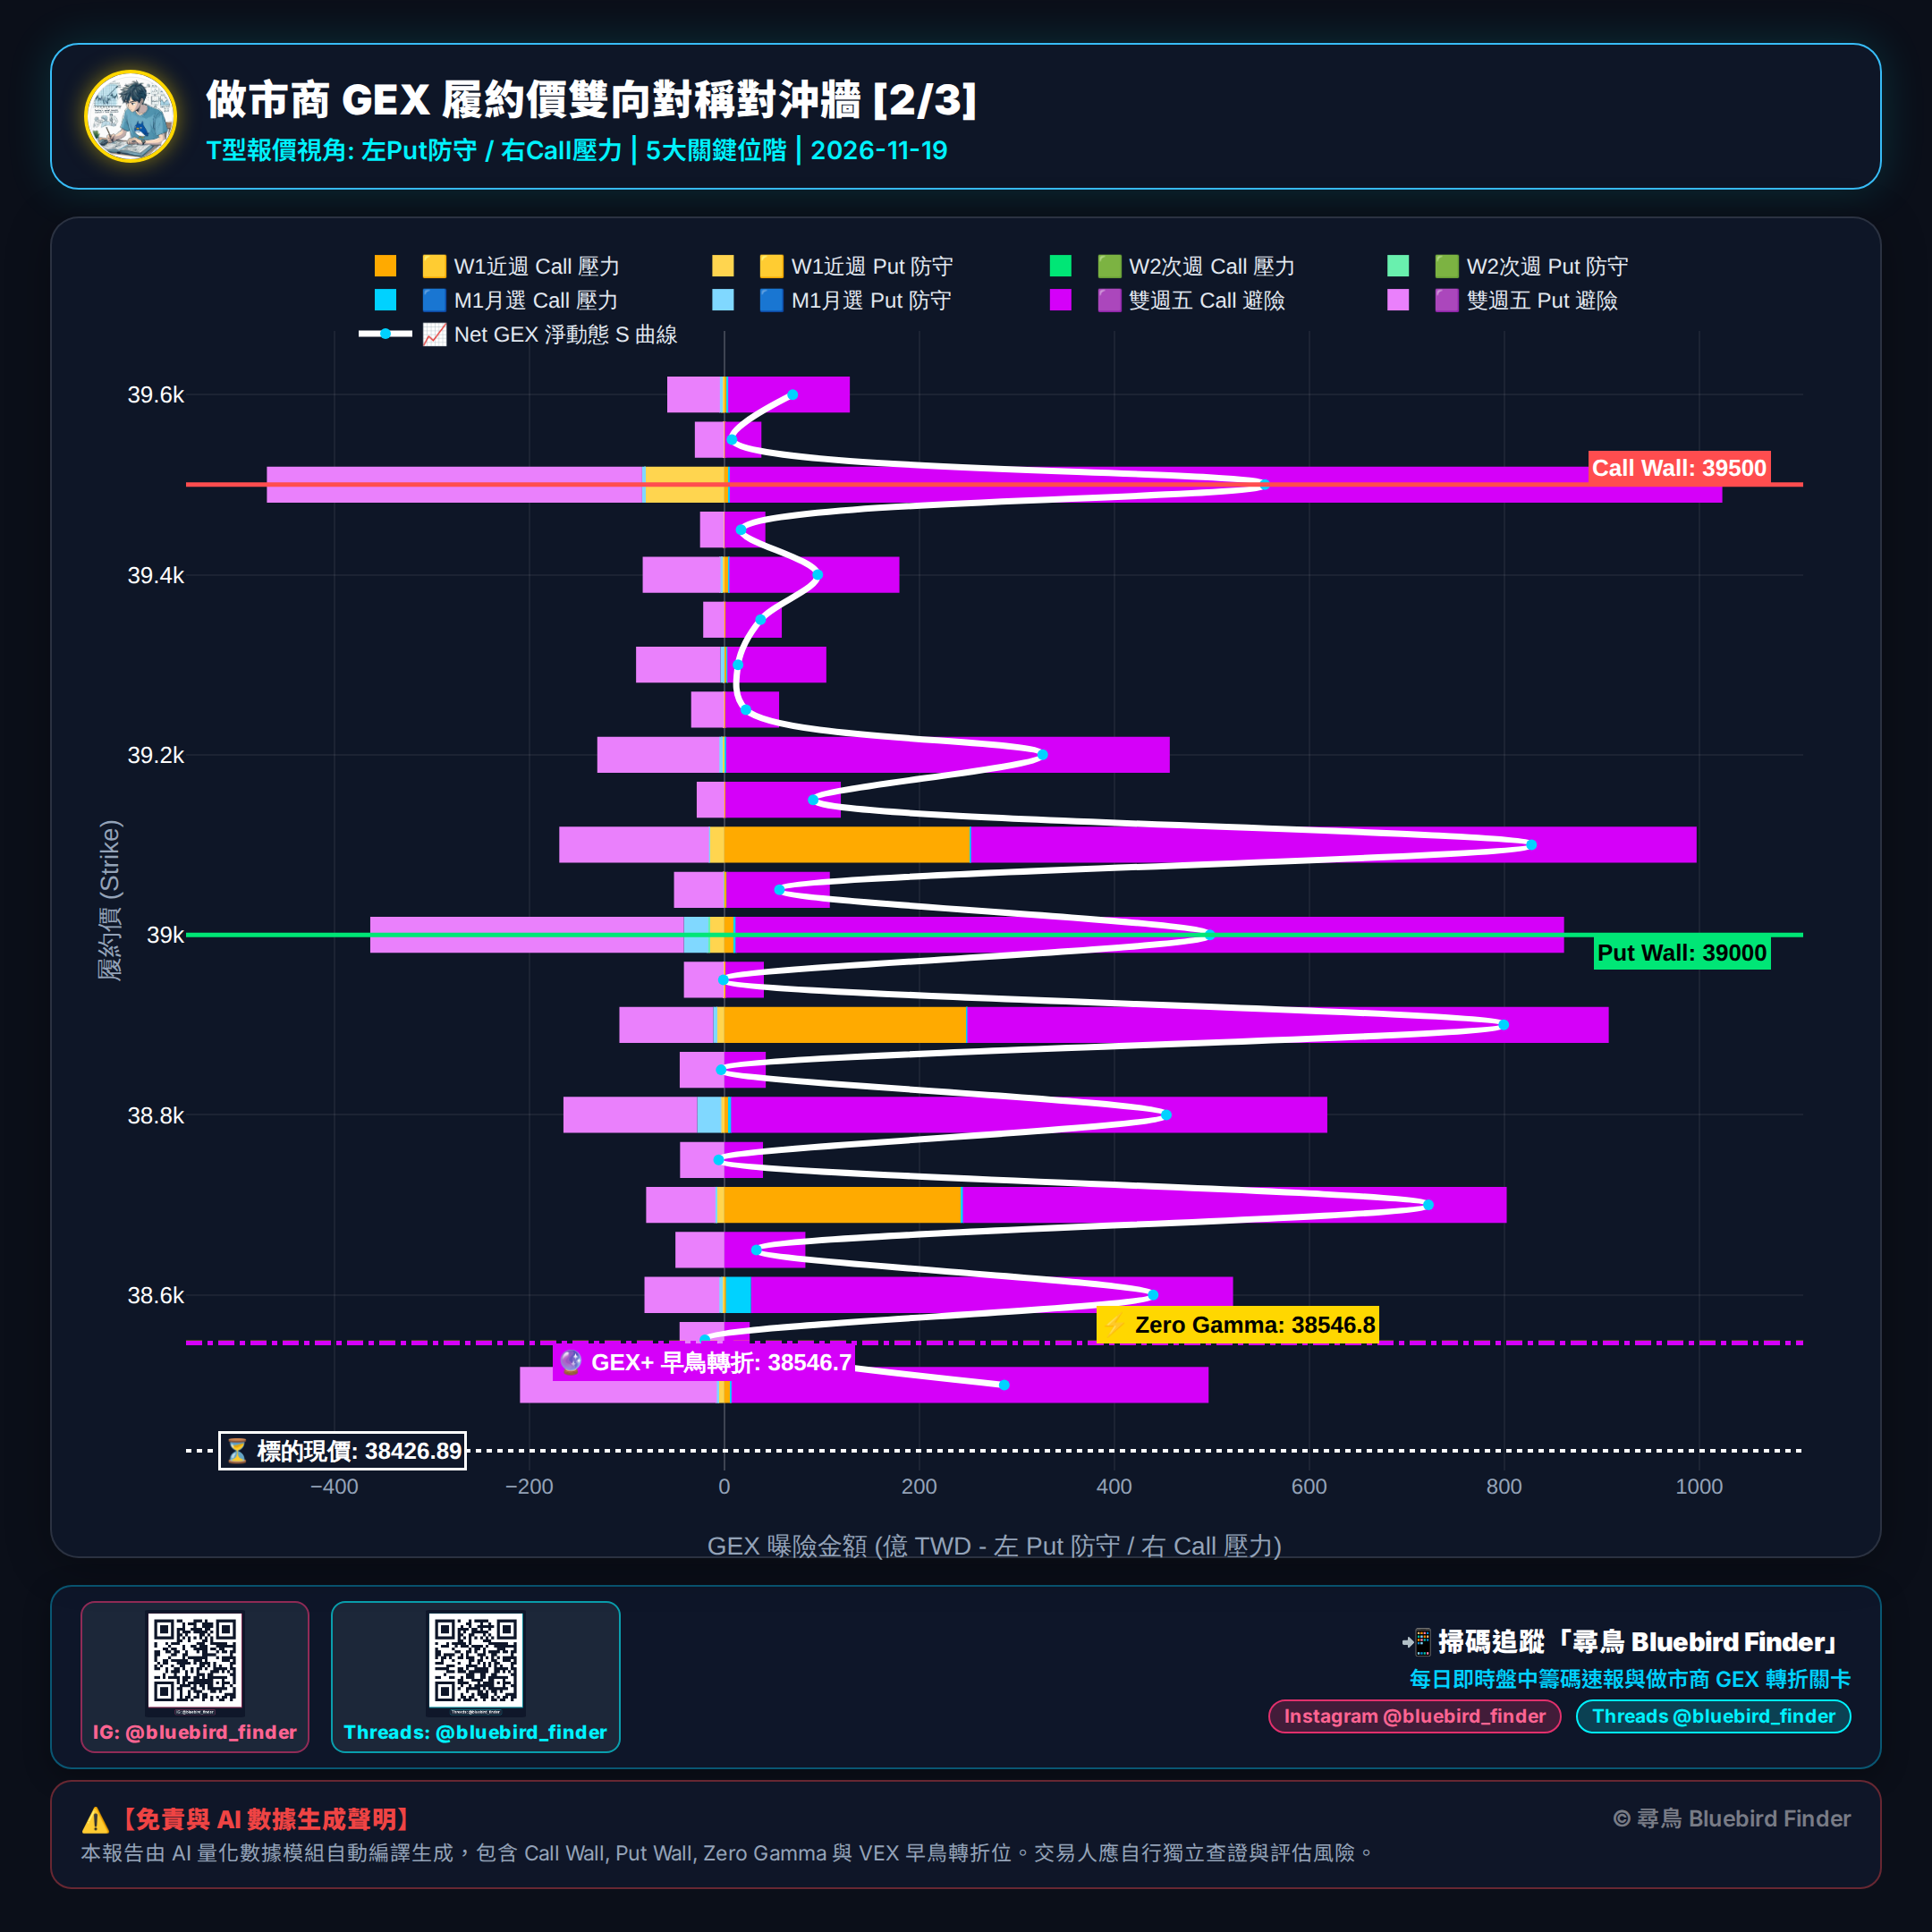 做市商 GEX 履約價雙向對稱對沖牆 [2/3]
T型報價視角: 左Put防守 / 右Call壓力 | 5大關鍵位階 | 2026-11-19
W1近週 Call 壓力
W1近週 Put 防守
W2次週 Call 壓力
W2次週 Put 防守
M1月選 Call 壓力
M1月選 Put 防守
雙週五 Call 避險
雙週五 Put 避險
Net GEX 淨動態 S 曲線
39.6k
Call Wall: 39500
39.4k
39.2k
履約價 (Strike)
39k
Put Wall: 39000
38.8k
38.6k
⚡ Zero Gamma: 38546.8
🔮 GEX+ 早鳥轉折: 38546.7
⏳ 標的現價: 38426.89
−400
−200
0
200
400
600
800
1000
GEX 曝險金額 (億 TWD - 左 Put 防守 / 右 Call 壓力)
IG: @bluebird_finder
IG: @bluebird_finder
Threads: @bluebird_finder
Threads: @bluebird_finder
📲 掃碼追蹤「尋鳥 Bluebird Finder」
每日即時盤中籌碼速報與做市商 GEX 轉折關卡
Instagram @bluebird_finder
Threads @bluebird_finder
⚠️【免責與 AI 數據生成聲明】
© 尋鳥 Bluebird Finder
本報告由 AI 量化數據模組自動編譯生成，包含 Call Wall, Put Wall, Zero Gamma 與 VEX 早鳥轉折位。交易人應自行獨立查證與評估風險。